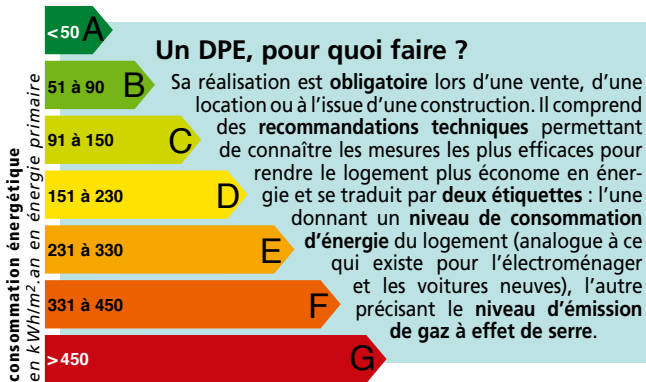 consommation énergétique
en kWh/m².an en énergie primaire
<50 A
51 à 90 B
91 à 150 C
151 à 230 D
231 à 330 E
331 à 450 F
>450 G
Un DPE, pour quoi faire ?
Sa réalisation est obligatoire lors d’une vente, d’une
location ou à l’issue d’une construction. Il comprend
des recommandations techniques permettant
de connaître les mesures les plus efficaces pour
rendre le logement plus économe en éner-
gie et se traduit par deux étiquettes : l’une
donnant un niveau de consommation
d’énergie du logement (analogue à ce
qui existe pour l’électroménager
et les voitures neuves), l’autre
précisant le niveau d’émission
de gaz à effet de serre.